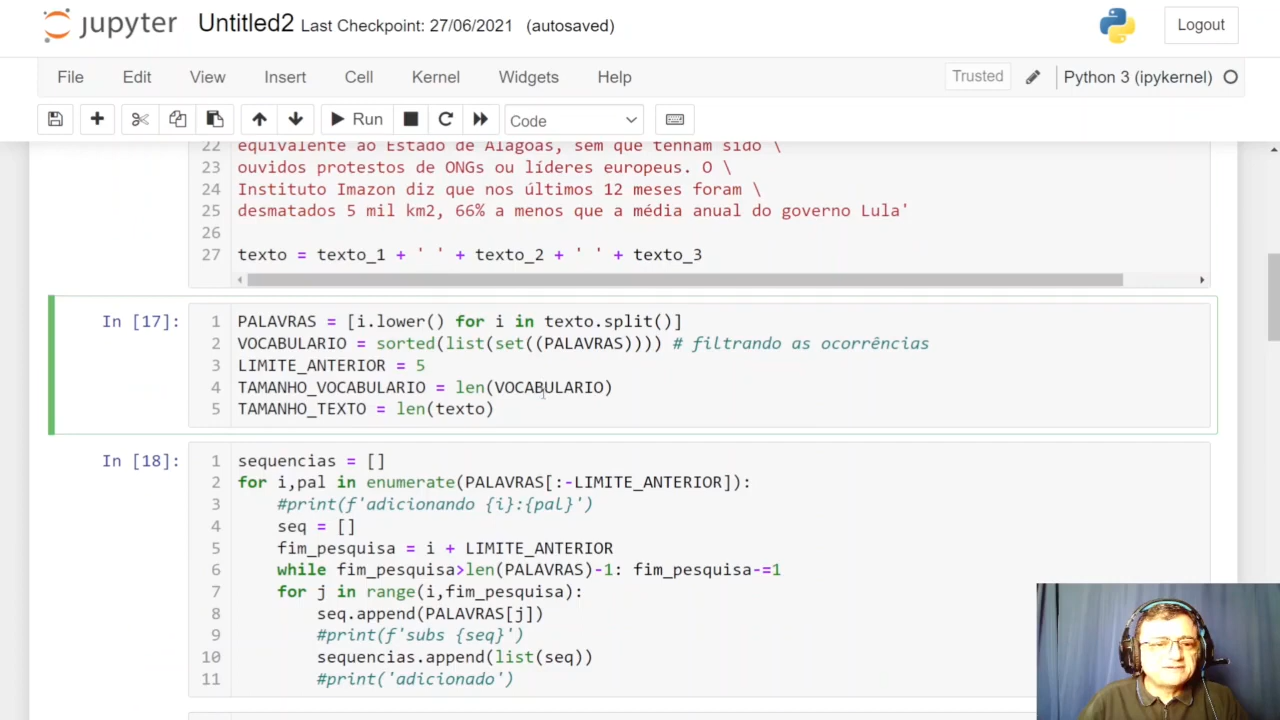 jupyter Untitled2 Last Checkpoint: 27/06/2021 (autosaved) Logout
File Edit View Insert Cell Kernel Widgets Help Trusted Python 3 (ipykernel)
Run Code
22 equivalente ao Estado de Alagoas, sem que tenham sido \
23 ouvidos protestos de ONGs ou líderes europeus. O \
24 Instituto Imazon diz que nos últimos 12 meses foram \
25 desmatados 5 mil km2, 66% a menos que a média anual do governo Lula'
26
27 texto = texto_1 + ' ' + texto_2 + ' ' + texto_3
In [17]: 1 PALAVRAS = [i.lower() for i in texto.split()]
2 VOCABULARIO = sorted(list(set((PALAVRAS)))) # filtrando as ocorrências
3 LIMITE_ANTERIOR = 5
4 TAMANHO_VOCABULARIO = len(VOCABULARIO)
5 TAMANHO_TEXTO = len(texto)
In [18]: 1 sequencias = []
2 for i,pal in enumerate(PALAVRAS[:-LIMITE_ANTERIOR]):
3 #print(f'adicionando {i}:{pal}')
4 seq = []
5 fim_pesquisa = i + LIMITE_ANTERIOR
6 while fim_pesquisa>len(PALAVRAS)-1: fim_pesquisa-=1
7 for j in range(i,fim_pesquisa):
8 seq.append(PALAVRAS[j])
9 #print(f'subs {seq}')
10 sequencias.append(list(seq))
11 #print('adicionado')